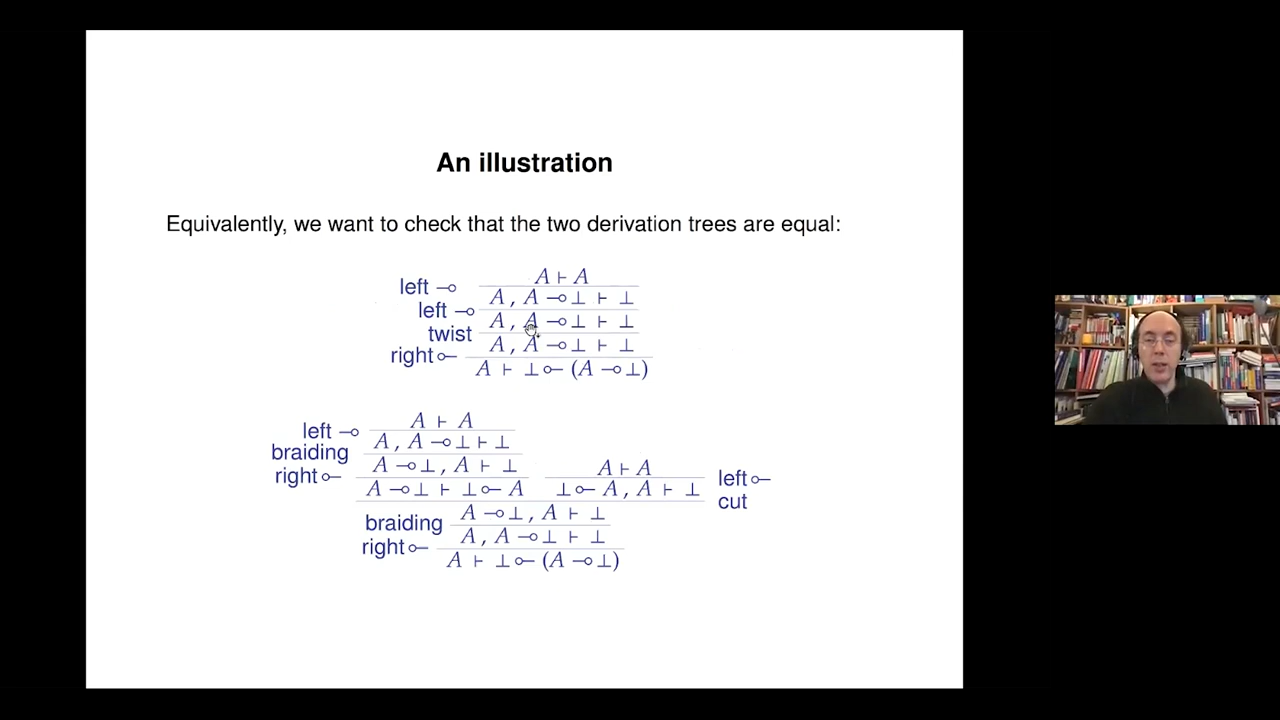 An illustration
Equivalently, we want to check that the two derivation trees are equal:
A ⊢ A
left ⊸
A , A ⊸ ⊥ ⊢ ⊥
left ⊸
A , A ⊸ ⊥ ⊢ ⊥
twist
A , A ⊸ ⊥ ⊢ ⊥
right ⟜
A ⊢ ⊥ ⟜ (A ⊸ ⊥)
A ⊢ A
left ⊸
A , A ⊸ ⊥ ⊢ ⊥
braiding
A ⊸ ⊥ , A ⊢ ⊥
A ⊢ A
right ⟜
left ⟜
A ⊸ ⊥ ⊢ ⊥ ⟜ A
⊥ ⟜ A , A ⊢ ⊥
cut
A ⊸ ⊥ , A ⊢ ⊥
braiding
A , A ⊸ ⊥ ⊢ ⊥
right ⟜
A ⊢ ⊥ ⟜ (A ⊸ ⊥)